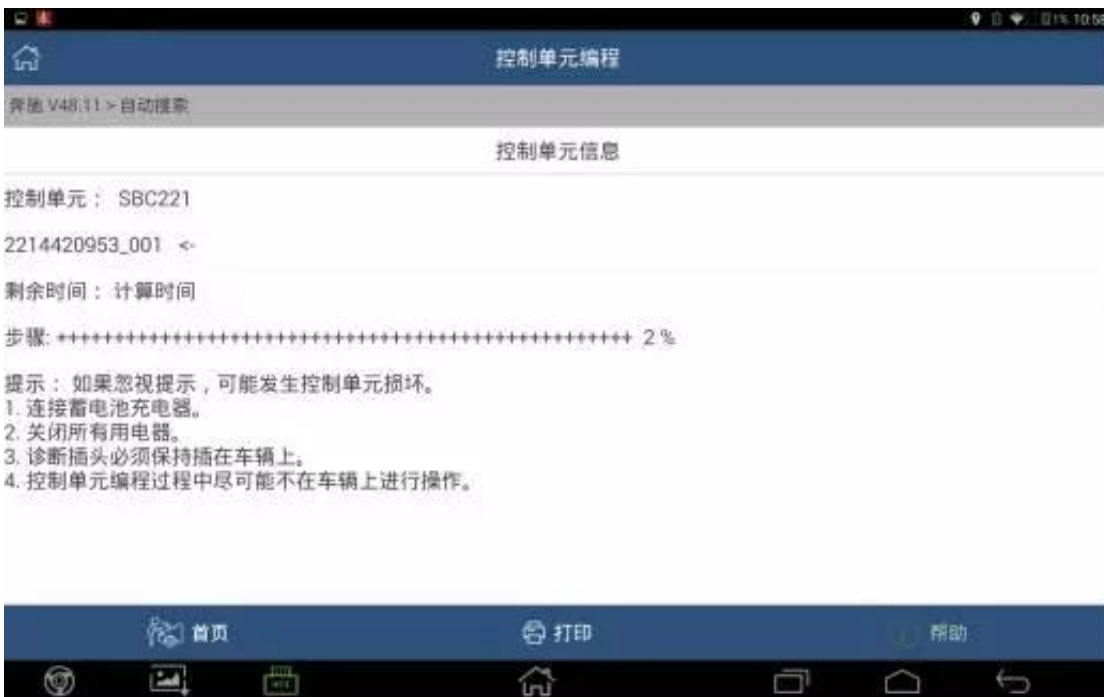 1% 10:58
控制单元编程
奔驰 V48.11 > 自动搜索
控制单元信息
控制单元： SBC221
2214420953_001 <-
剩余时间： 计算时间
步骤: ++++++++++++++++++++++++++++++++++++++++++++++++++ 2 %
提示： 如果忽视提示，可能发生控制单元损坏。
1. 连接蓄电池充电器。
2. 关闭所有用电器。
3. 诊断插头必须保持插在车辆上。
4. 控制单元编程过程中尽可能不在车辆上进行操作。
首页 打印 帮助